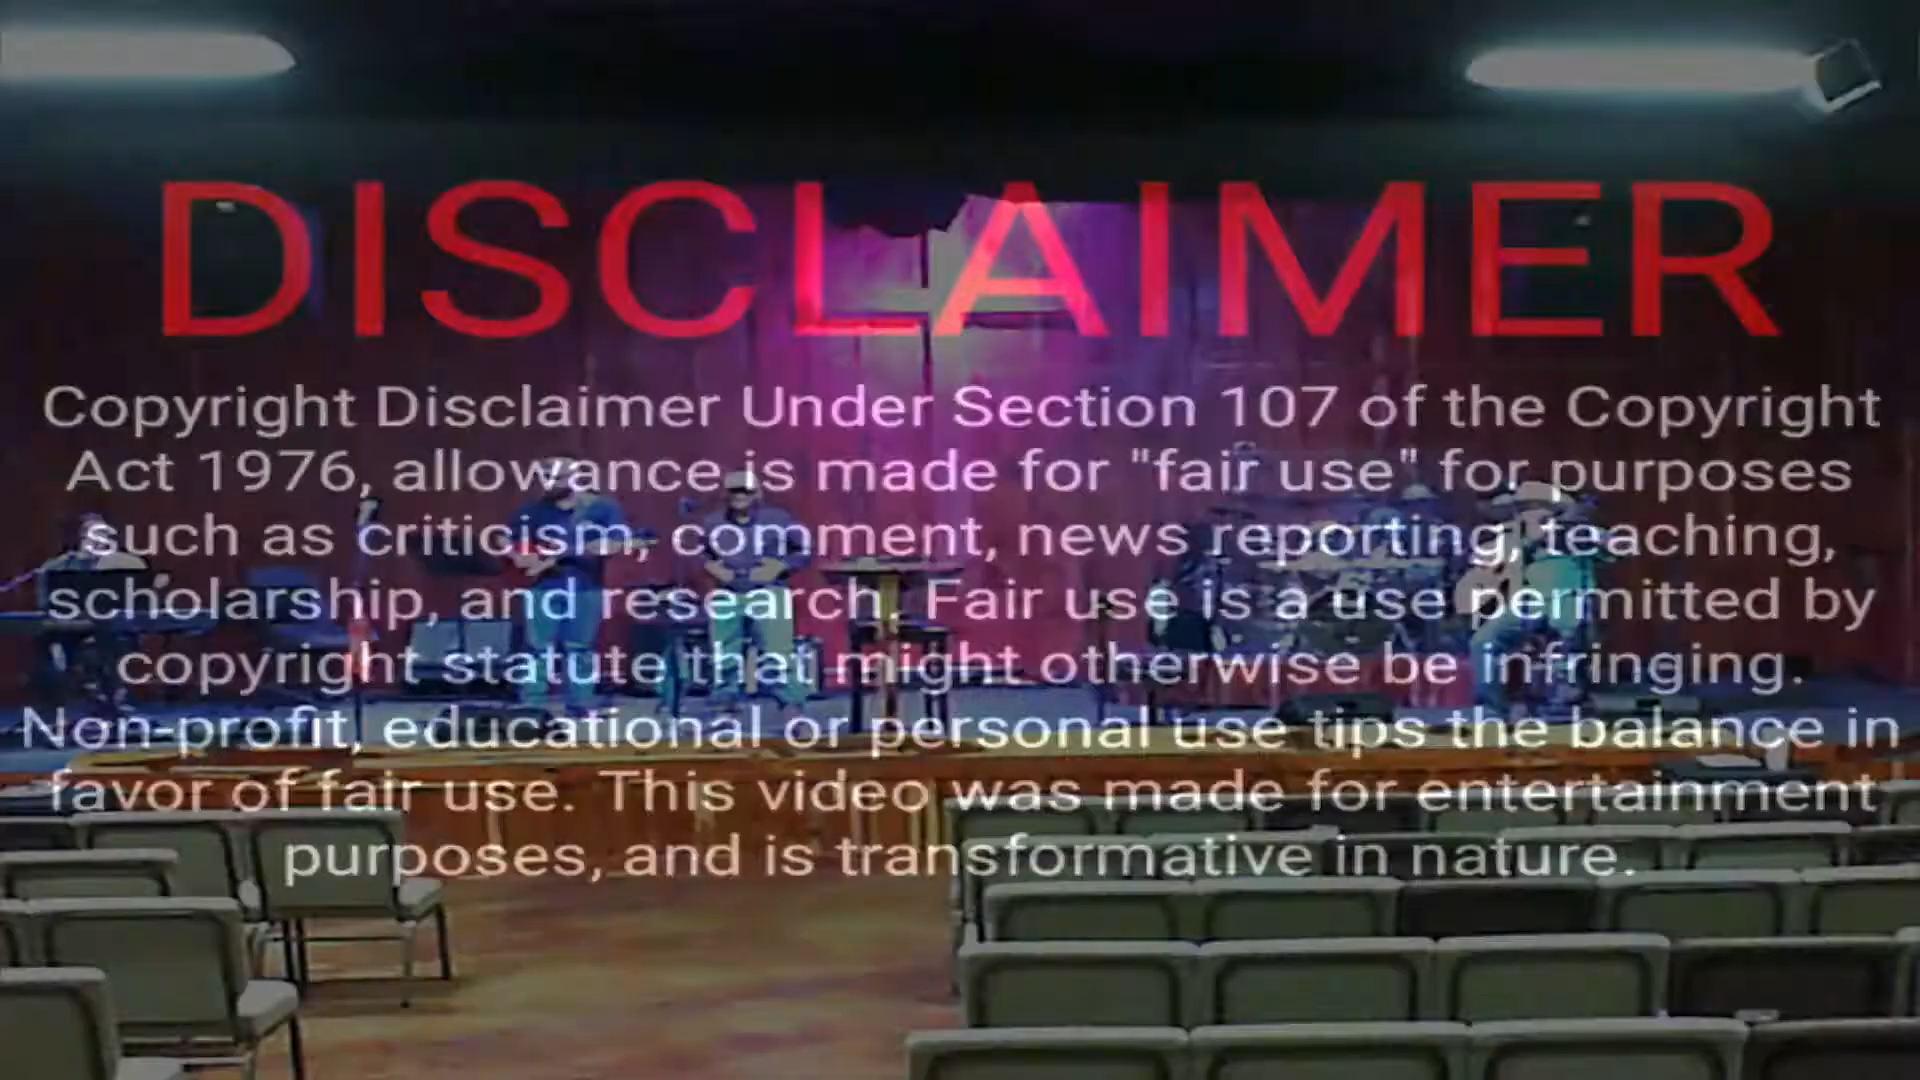 DISCLAIMER
Copyright Disclaimer Under Section 107 of the Copyright
Act 1976, allowance is made for "fair use" for purposes
such as criticism, comment, news reporting, teaching,
scholarship, and research. Fair use is a use permitted by
copyright statute that might otherwise be infringing.
Non-profit, educational or personal use tips the balance in
favor of fair use. This video was made for entertainment
purposes, and is transformative in nature.